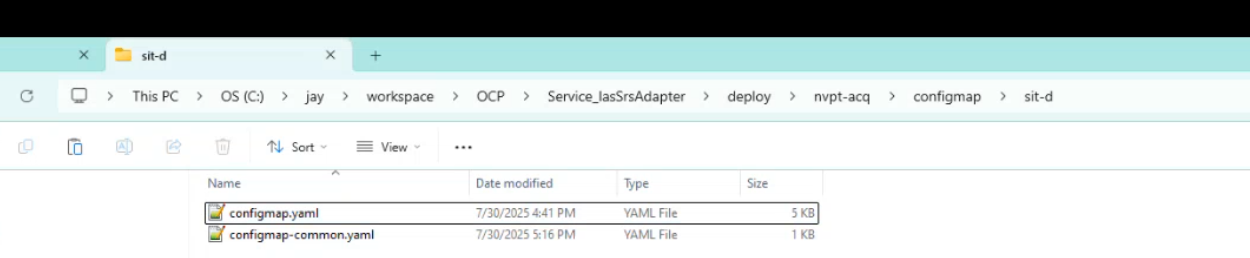 sit-d
This PC > OS (C:) > jay > workspace > OCP > Service_IasSrsAdapter > deploy > nvpt-acq > configmap > sit-d
Sort View
Name Date modified Type Size
configmap.yaml 7/30/2025 4:41 PM YAML File 5 KB
configmap-common.yaml 7/30/2025 5:16 PM YAML File 1 KB